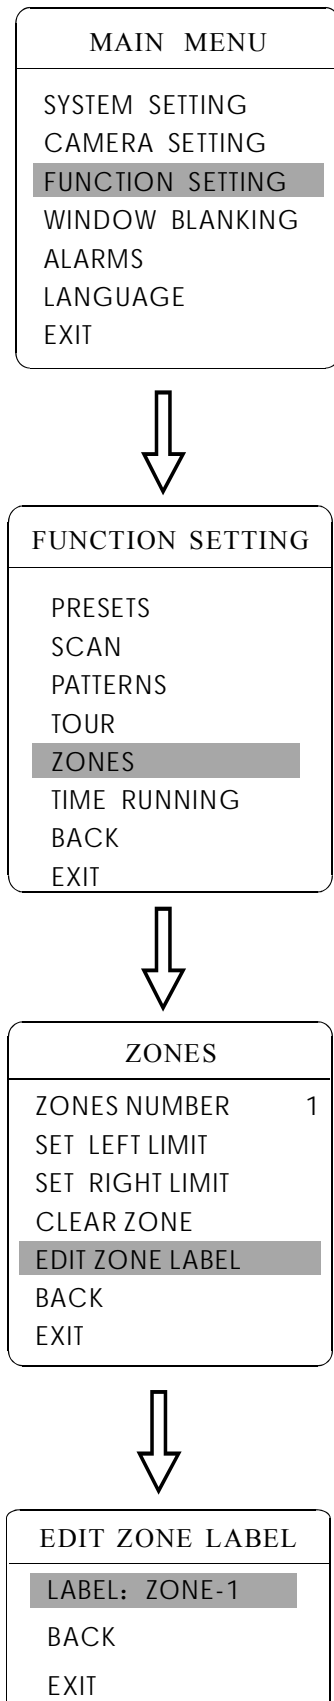 MAIN MENU
SYSTEM SETTING
CAMERA SETTING
FUNCTION SETTING
WINDOW BLANKING
ALARMS
LANGUAGE
EXIT
FUNCTION SETTING
PRESETS
SCAN
PATTERNS
TOUR
ZONES
TIME RUNNING
BACK
EXIT
ZONES
ZONES NUMBER 1
SET LEFT LIMIT
SET RIGHT LIMIT
CLEAR ZONE
EDIT ZONE LABEL
BACK
EXIT
EDIT ZONE LABEL
LABEL: ZONE-1
BACK
EXIT